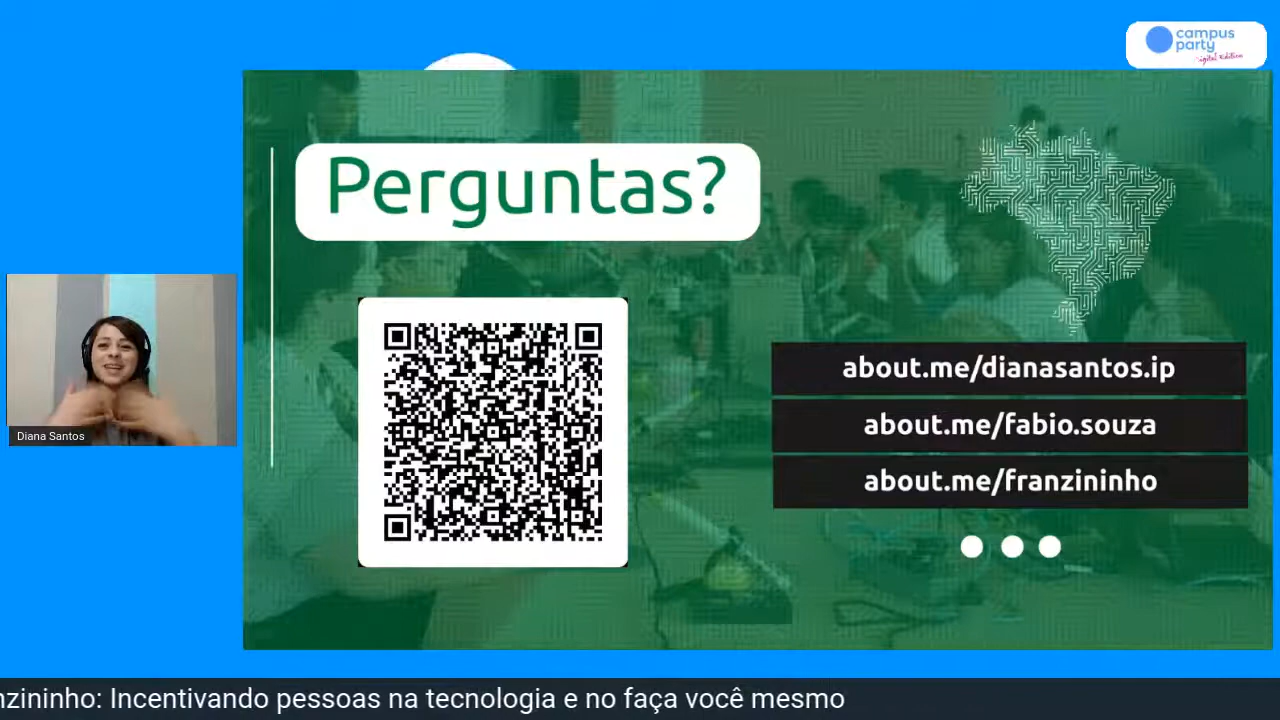 campus
party
Digital Edition
Perguntas?
about.me/dianasantos.ip
about.me/fabio.souza
about.me/franzininho
Diana Santos
nzininho: Incentivando pessoas na tecnologia e no faça você mesmo